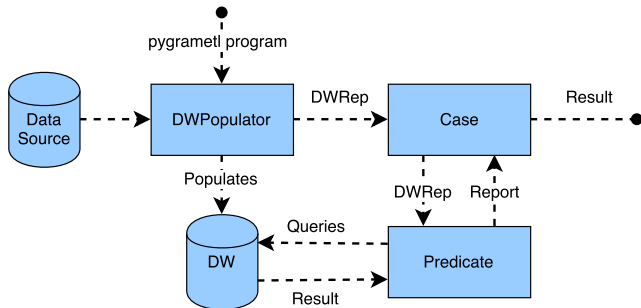 pygrametl program
Data
Source
DWPopulator
DWRep
Case
Result
Populates
DWRep
Report
Queries
DW
Predicate
Result